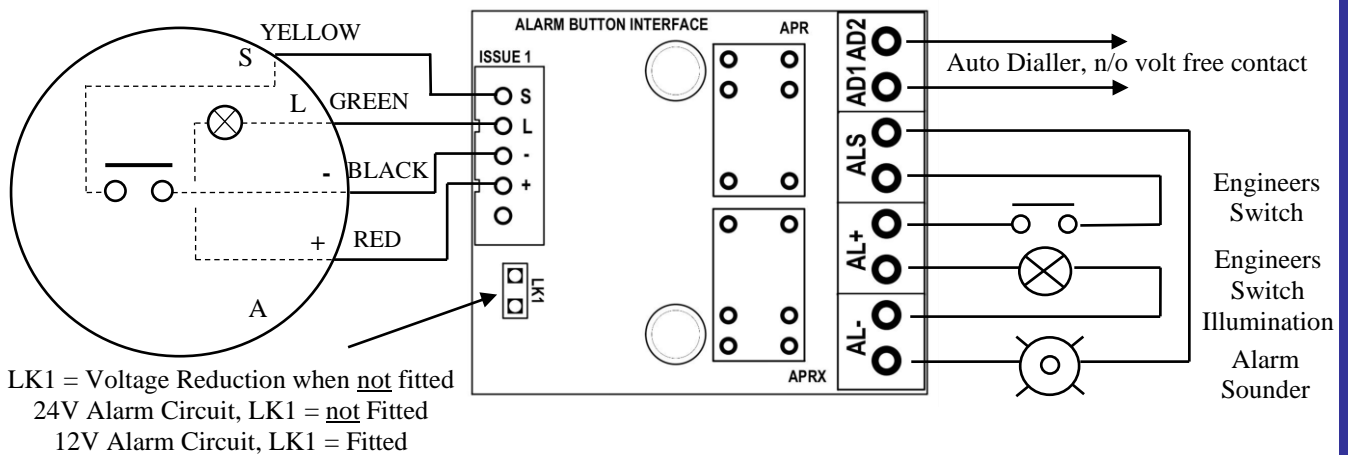 YELLOW
S
L GREEN
- BLACK
+ RED
A
ALARM BUTTON INTERFACE
ISSUE 1
APR
S
L
-
+
LK1
APRX
AD2
AD1
ALS
AL+
AL-
Auto Dialler, n/o volt free contact
Engineers
Switch
Engineers
Switch
Illumination
Alarm
Sounder
LK1 = Voltage Reduction when not fitted
24V Alarm Circuit, LK1 = not Fitted
12V Alarm Circuit, LK1 = Fitted